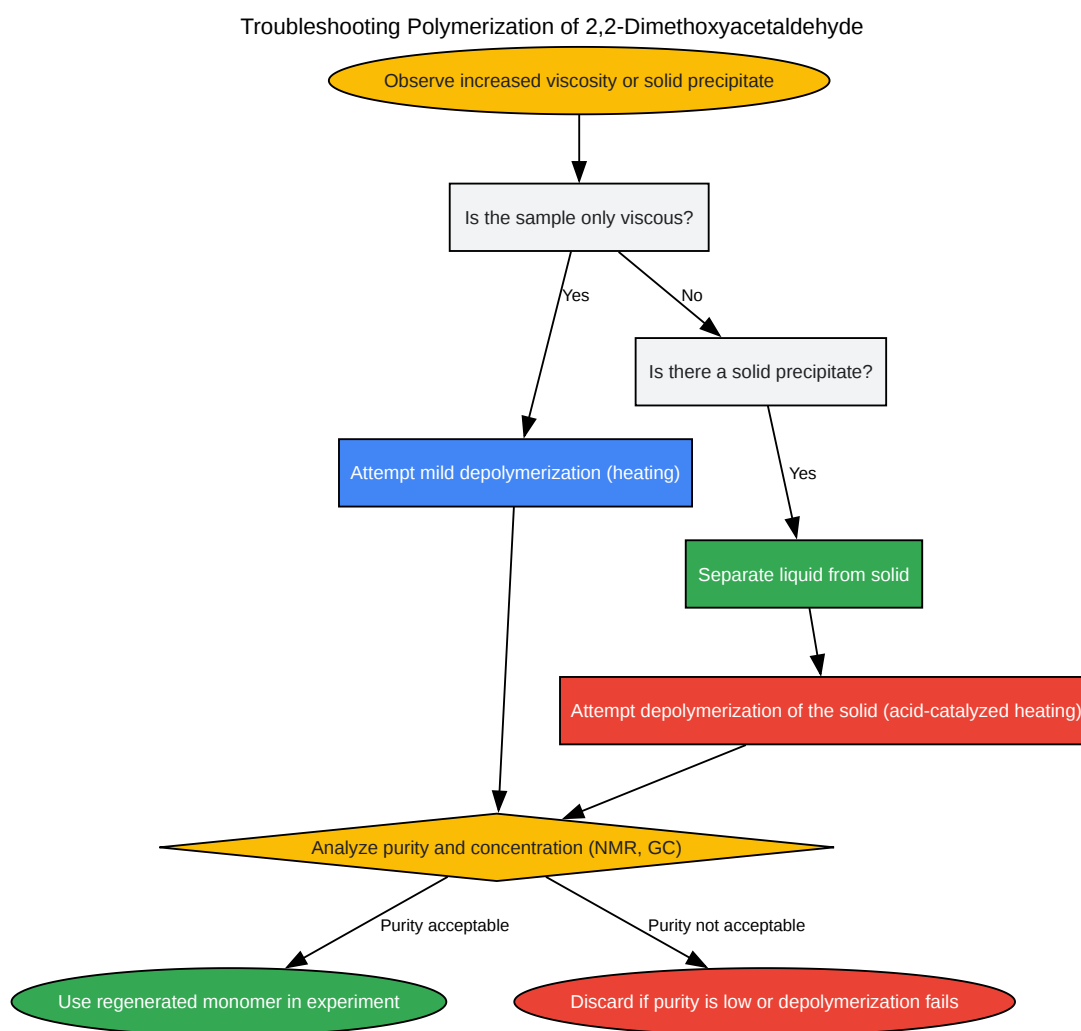 Troubleshooting Polymerization of 2,2-Dimethoxyacetaldehyde
Observe increased viscosity or solid precipitate
Is the sample only viscous?
Yes
No
Is there a solid precipitate?
Attempt mild depolymerization (heating)
Yes
Separate liquid from solid
Attempt depolymerization of the solid (acid-catalyzed heating)
Analyze purity and concentration (NMR, GC)
Purity acceptable
Purity not acceptable
Use regenerated monomer in experiment
Discard if purity is low or depolymerization fails